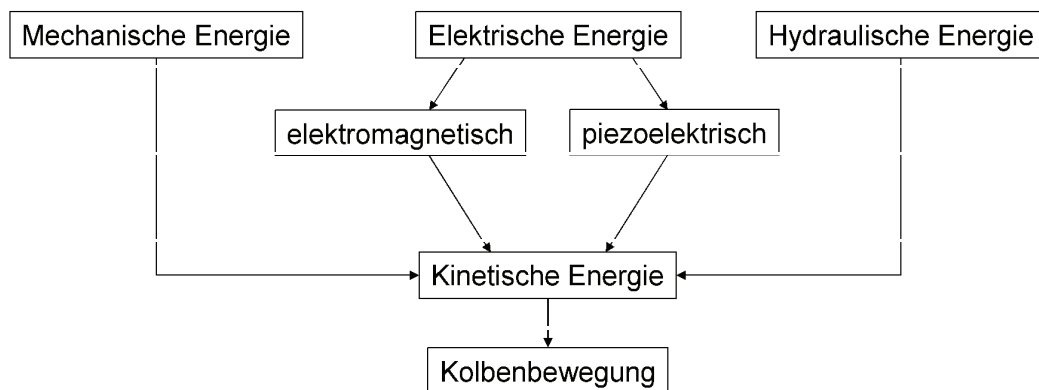 Mechanische Energie
Elektrische Energie
Hydraulische Energie
elektromagnetisch
piezoelektrisch
Kinetische Energie
Kolbenbewegung